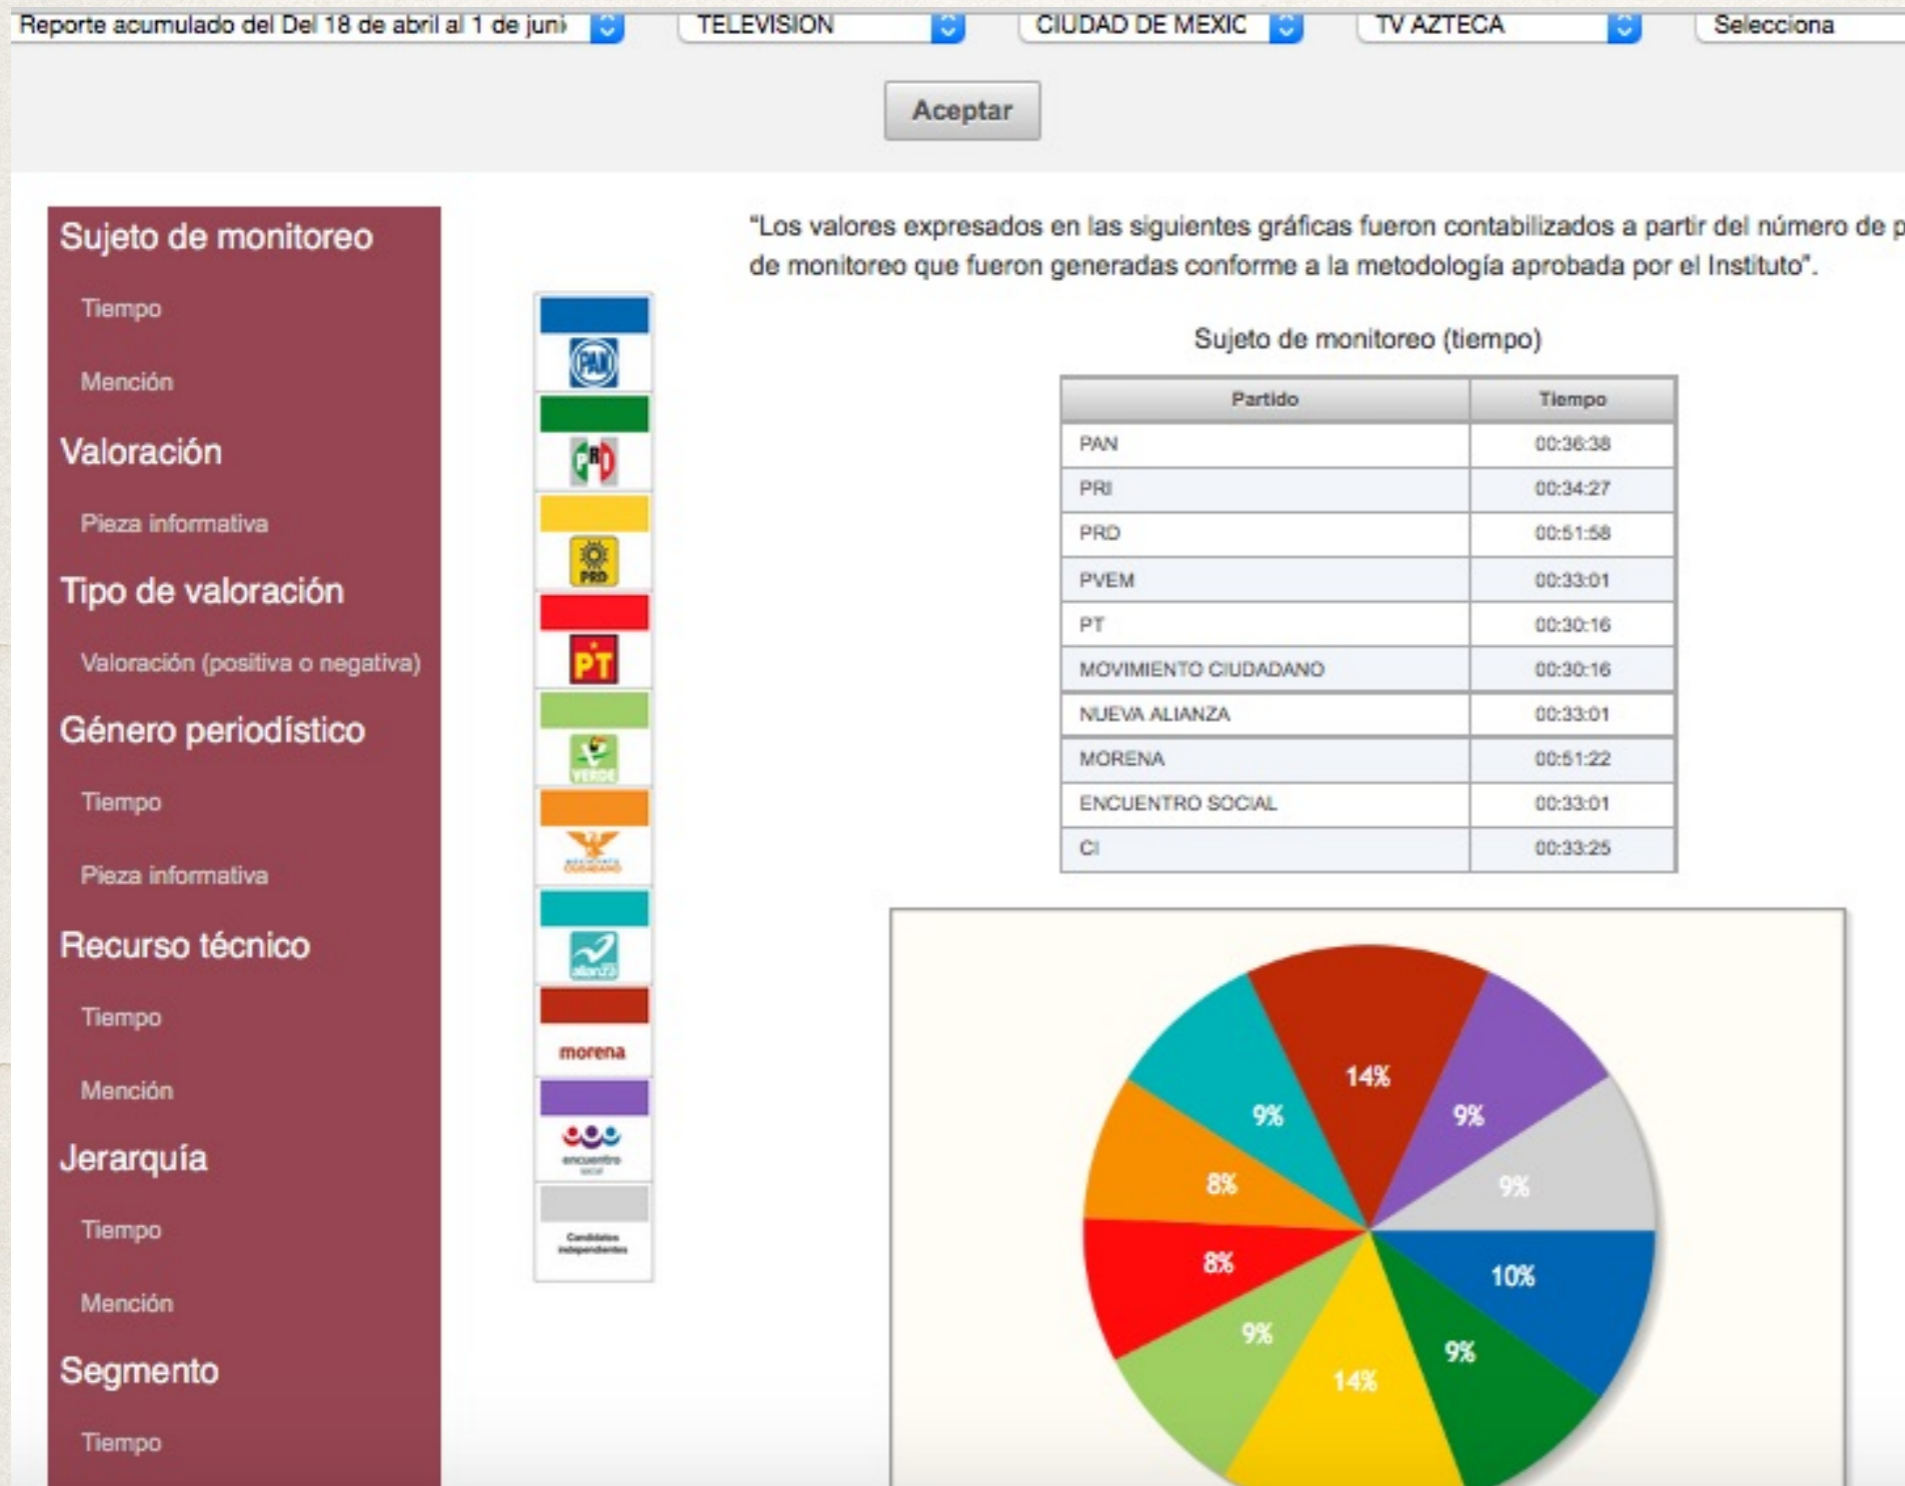 Reporte acumulado del Del 18 de abril al 1 de juni
TELEVISION
CIUDAD DE MEXIC
TV AZTECA
Selecciona
Aceptar
Sujeto de monitoreo
Tiempo
Mención
Valoración
Pieza informativa
Tipo de valoración
Valoración (positiva o negativa)
Género periodístico
Tiempo
Pieza informativa
Recurso técnico
Tiempo
Mención
Jerarquía
Tiempo
Mención
Segmento
Tiempo
PAN
PRI
PRD
PT
VERDE
CIUDADANO
alianza
morena
encuentro
social
Candidatos
independientes
"Los valores expresados en las siguientes gráficas fueron contabilizados a partir del número de p
de monitoreo que fueron generadas conforme a la metodología aprobada por el Instituto".
Sujeto de monitoreo (tiempo)
Partido Tiempo
PAN 00:36:38
PRI 00:34:27
PRD 00:51:58
PVEM 00:33:01
PT 00:30:16
MOVIMIENTO CIUDADANO 00:30:16
NUEVA ALIANZA 00:33:01
MORENA 00:51:22
ENCUENTRO SOCIAL 00:33:01
CI 00:33:25
14%
9% 9%
8% 9%
8% 10%
9% 9%
14%